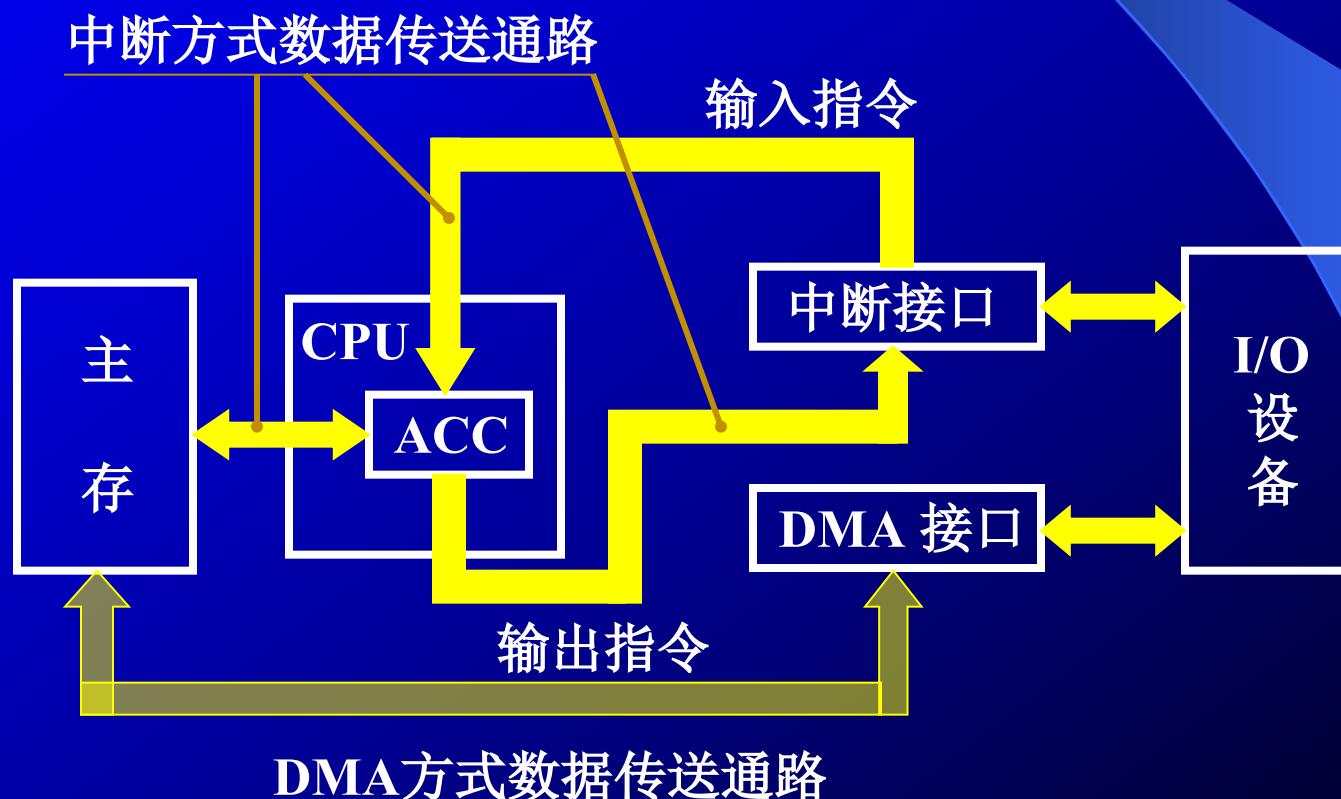 中断方式数据传送通路
输入指令
中断接口
主
存
CPU
ACC
I/O
设
备
DMA 接口
输出指令
DMA方式数据传送通路